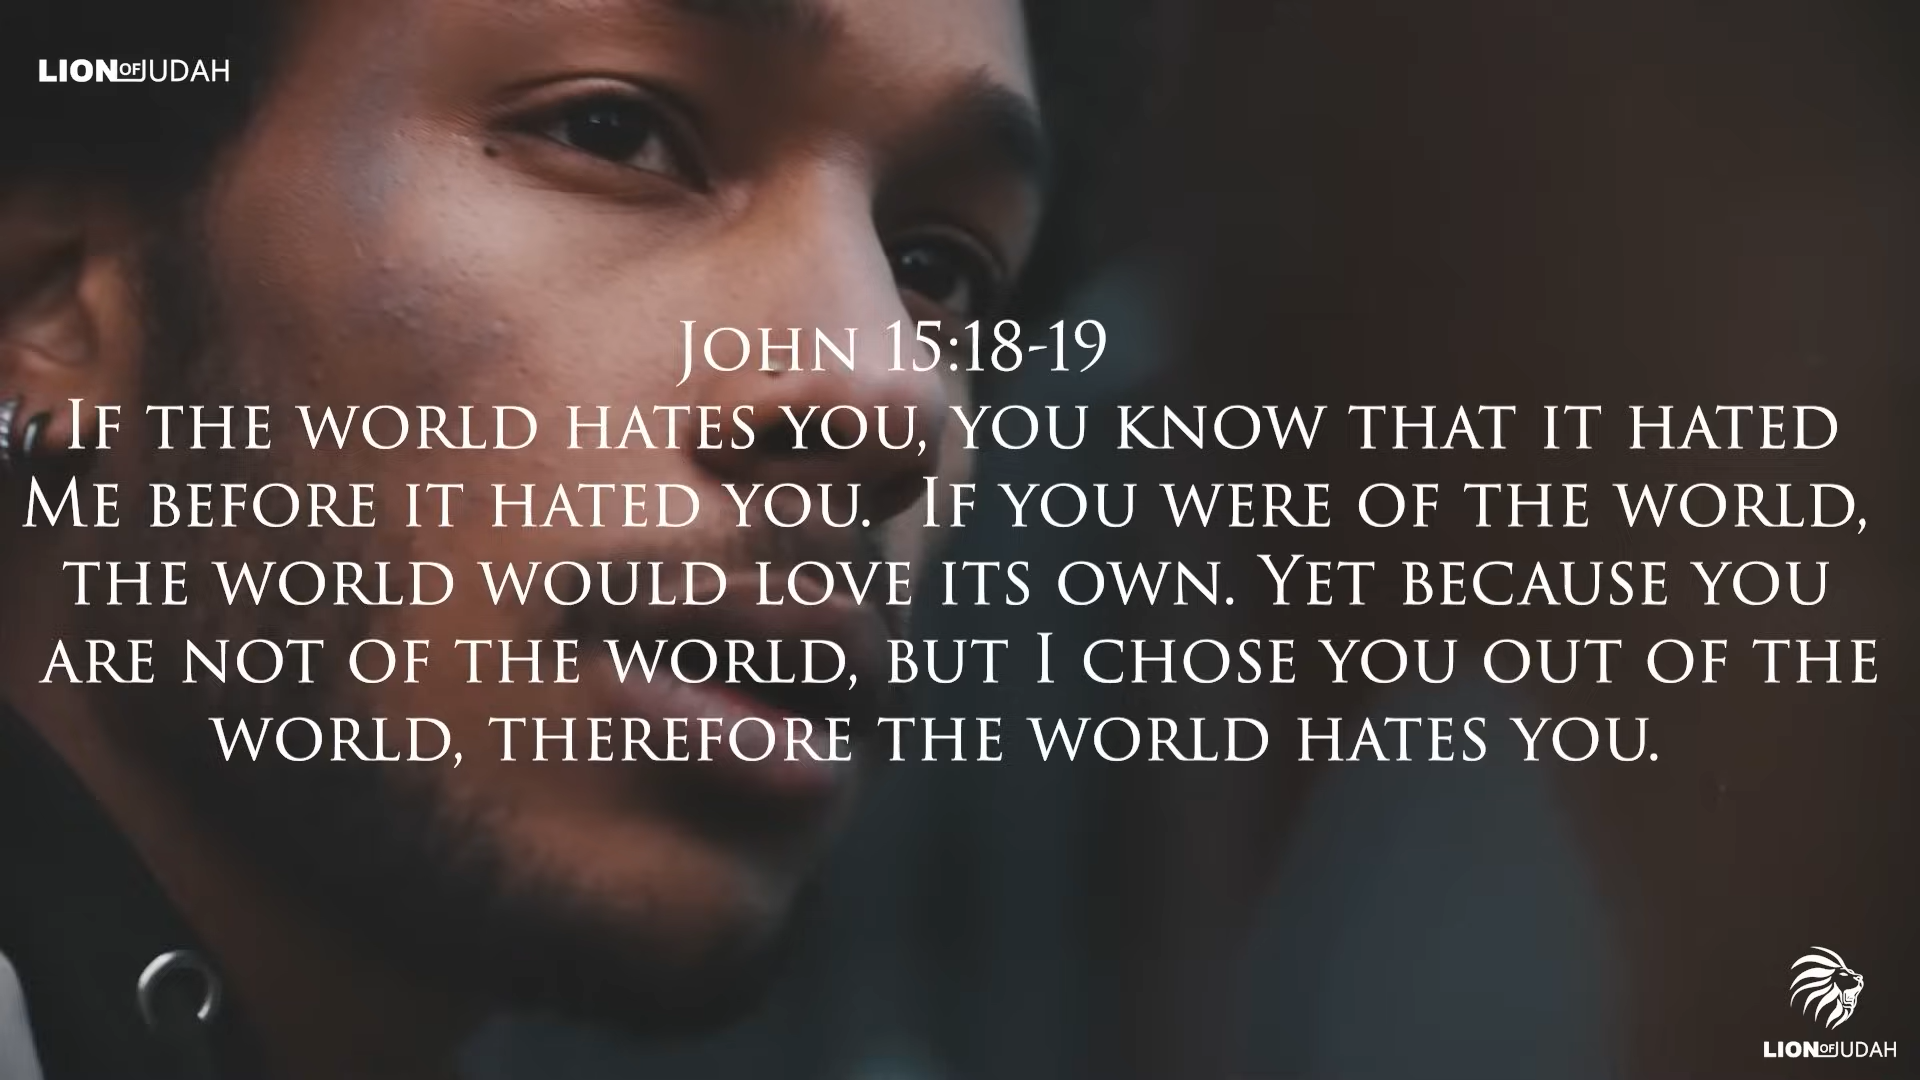 LION OF JUDAH
John 15:18-19
If the world hates you, you know that it hated
Me before it hated you. If you were of the world,
the world would love its own. Yet because you
are not of the world, but I chose you out of the
world, therefore the world hates you.
LION OF JUDAH